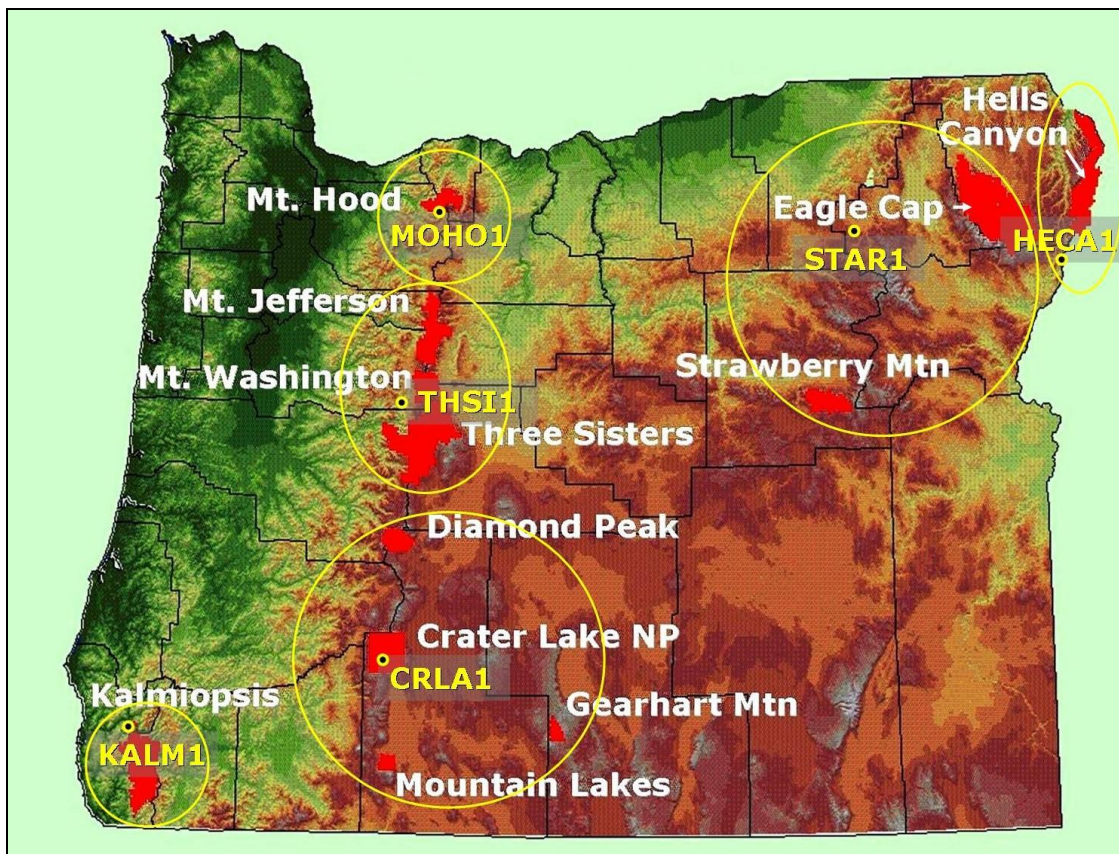 Hells
Canyon
Mt. Hood
MOHO1
Eagle Cap
STAR1
HECA1
Mt. Jefferson
Mt. Washington
THSI1
Strawberry Mtn
Three Sisters
Diamond Peak
Crater Lake NP
CRLA1
Kalmiopsis
KALM1
Gearhart Mtn
Mountain Lakes